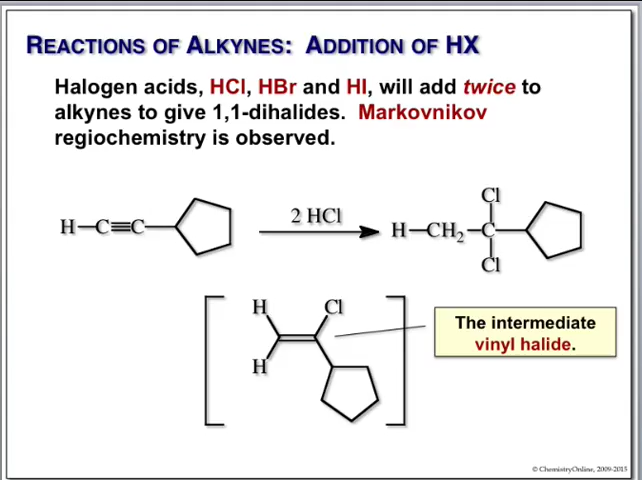 REACTIONS OF ALKYNES: ADDITION OF HX
Halogen acids, HCl, HBr and HI, will add twice to
alkynes to give 1,1-dihalides. Markovnikov
regiochemistry is observed.
H–C≡C
2 HCl
Cl
H–CH₂–C
Cl
H Cl
H
The intermediate
vinyl halide.
© ChemistryOnline, 2009-2015